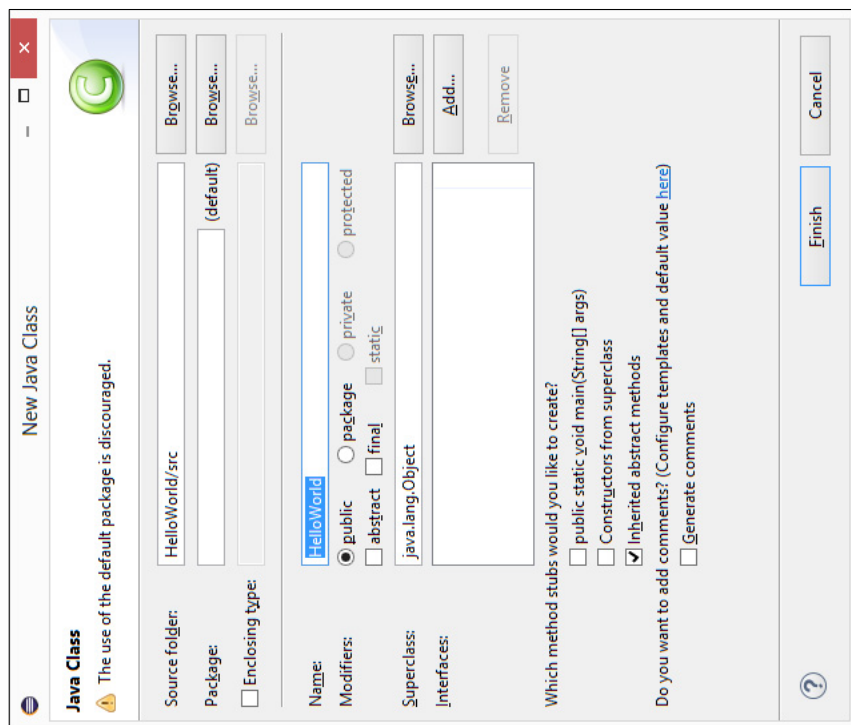 New Java Class
Java Class
The use of the default package is discouraged.
Source folder: HelloWorld/src Browse...
Package: (default) Browse...
Enclosing type: Browse...
Name: HelloWorld
Modifiers: public package private protected
abstract final static
Superclass: java.lang.Object Browse...
Interfaces: Add...
Remove
Which method stubs would you like to create?
public static void main(String[] args)
Constructors from superclass
Inherited abstract methods
Do you want to add comments? (Configure templates and default value here)
Generate comments
? Finish Cancel